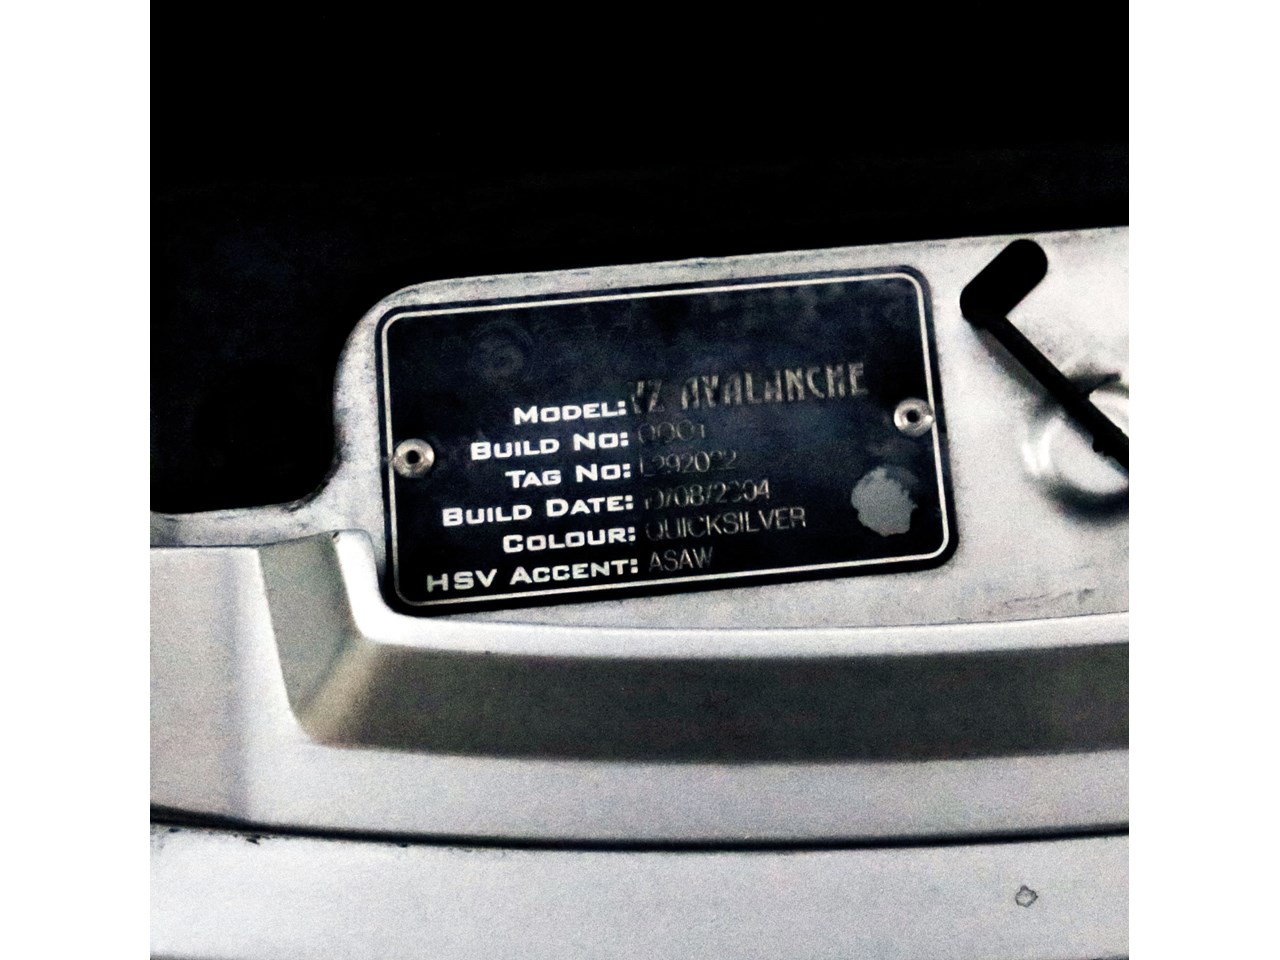 MODEL: VZ AVALANCHE
BUILD NO: 0001
TAG NO:
BUILD DATE:
COLOUR: QUICKSILVER
HSV ACCENT: ASAW